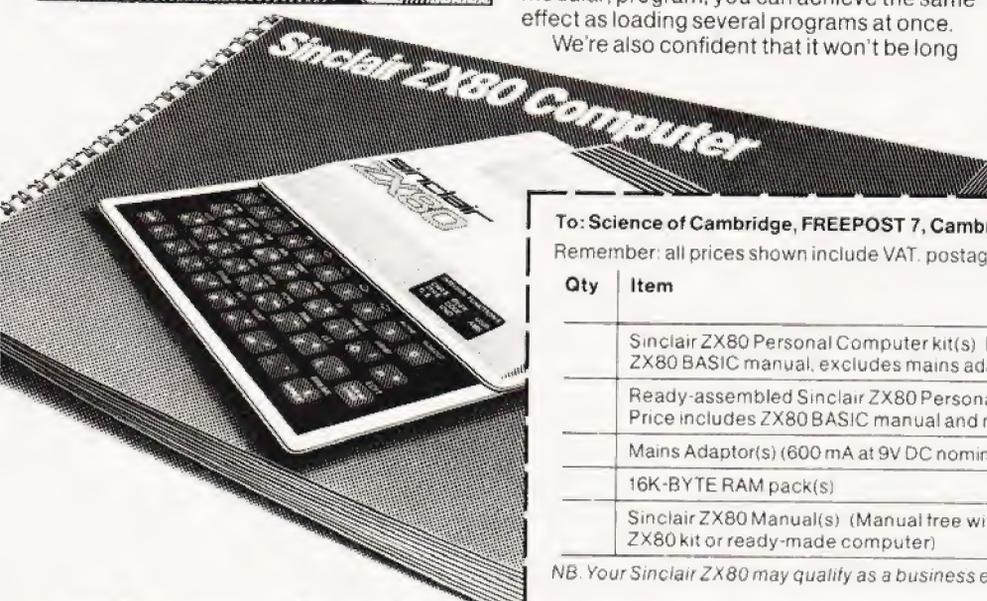 effect as loading several programs at once.
We're also confident that it won't be long
Sinclair ZX80 Computer
sinclair
ZX80
To: Science of Cambridge, FREEPOST 7, Camb
Remember: all prices shown include VAT. postag
Qty Item
Sinclair ZX80 Personal Computer kit(s)
ZX80 BASIC manual, excludes mains ad
Ready-assembled Sinclair ZX80 Persona
Price includes ZX80 BASIC manual and
Mains Adaptor(s) (600 mA at 9V DC nomin
16K-BYTE RAM pack(s)
Sinclair ZX80 Manual(s) (Manual free wi
ZX80 kit or ready-made computer)
NB. Your Sinclair ZX80 may qualify as a business e